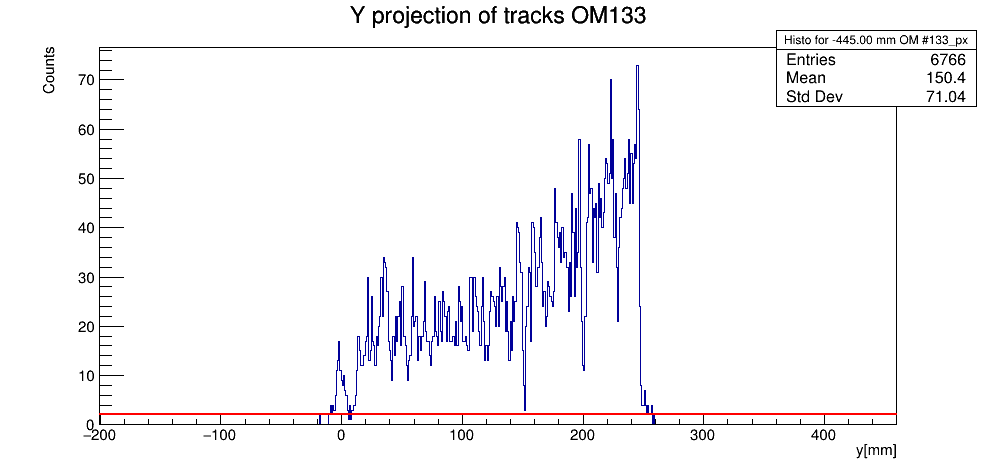 Y projection of tracks OM133
Histo for -445.00 mm OM #133_px
Entries 6766
Mean 150.4
Std Dev 71.04
Counts
70
60
50
40
30
20
10
0
−200 −100 0 100 200 300 400
y[mm]